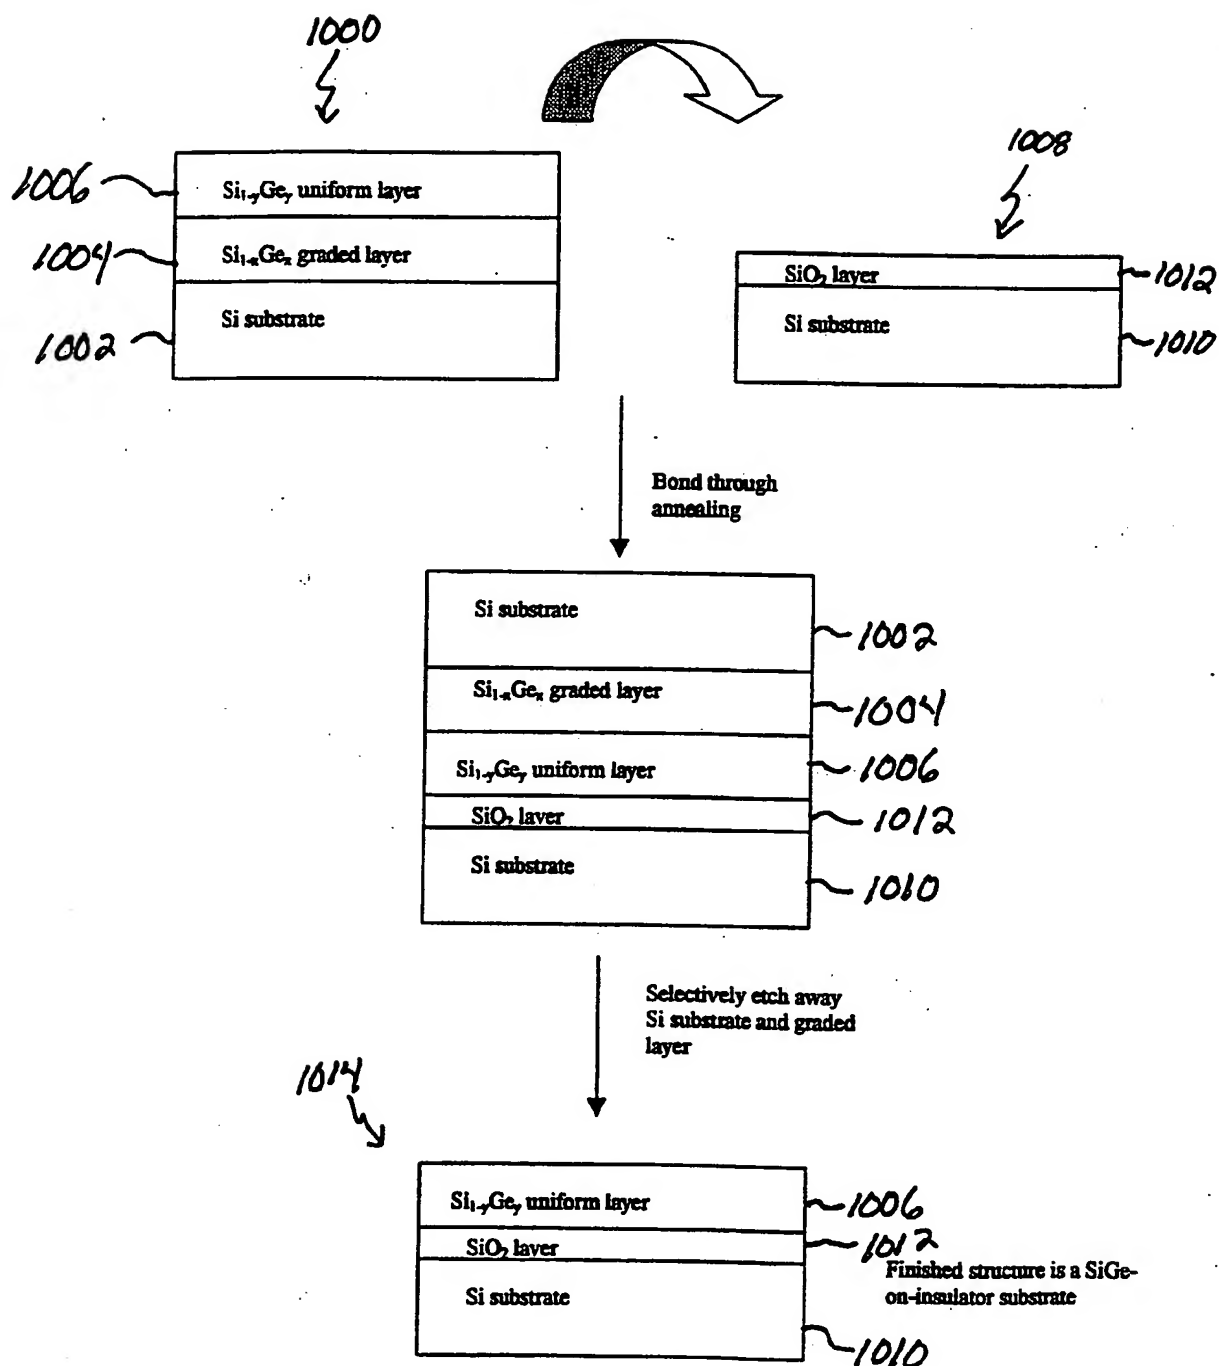 1000
1008
1006
Si₁₋yGey uniform layer
1004
Si₁₋ₓGeₓ graded layer
SiO₂ layer
1012
Si substrate
1002
Si substrate
1010
Bond through
annealing
Si substrate
1002
Si₁₋ₓGeₓ graded layer
1004
Si₁₋yGey uniform layer
1006
SiO₂ layer
1012
Si substrate
1010
Selectively etch away
Si substrate and graded
layer
1014
Si₁₋yGey uniform layer
1006
SiO₂ layer
1012
Finished structure is a SiGe-
on-insulator substrate
Si substrate
1010